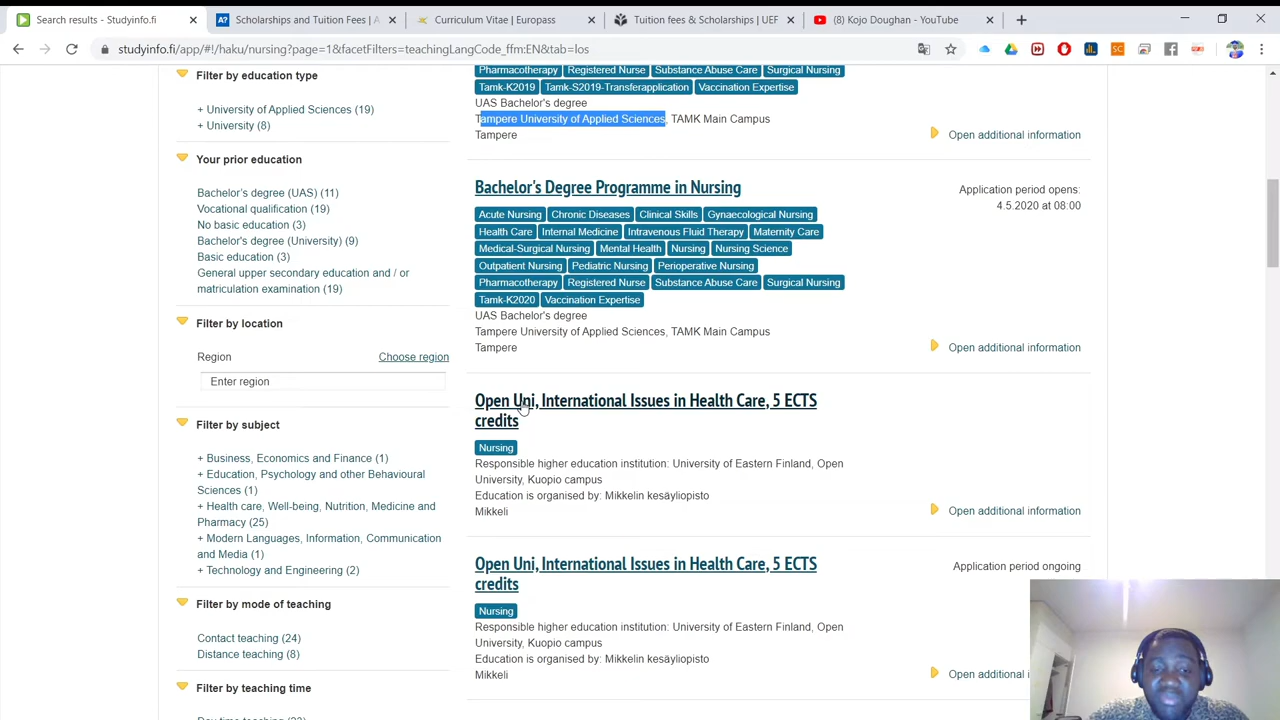 Search results - Studyinfo.fi
Scholarships and Tuition Fees | A
Curriculum Vitae | Europass
Tuition fees & Scholarships | UEF
(8) Kojo Doughan - YouTube
studyinfo.fi/app/#!/haku/nursing?page=1&facetFilters=teachingLangCode_ffm:EN&tab=los
Filter by education type
+ University of Applied Sciences (19)
+ University (8)
Your prior education
Bachelor's degree (UAS) (11)
Vocational qualification (19)
No basic education (3)
Bachelor's degree (University) (9)
Basic education (3)
General upper secondary education and / or
matriculation examination (19)
Filter by location
Region Choose region
Enter region
Filter by subject
+ Business, Economics and Finance (1)
+ Education, Psychology and other Behavioural
Sciences (1)
+ Health care, Well-being, Nutrition, Medicine and
Pharmacy (25)
+ Modern Languages, Information, Communication
and Media (1)
+ Technology and Engineering (2)
Filter by mode of teaching
Contact teaching (24)
Distance teaching (8)
Filter by teaching time
Day time teaching
Pharmacotherapy Registered Nurse Substance Abuse Care Surgical Nursing
Tamk-K2019 Tamk-S2019-Transferapplication Vaccination Expertise
UAS Bachelor's degree
Tampere University of Applied Sciences, TAMK Main Campus
Tampere
Open additional information
Bachelor's Degree Programme in Nursing
Application period opens:
4.5.2020 at 08:00
Acute Nursing Chronic Diseases Clinical Skills Gynaecological Nursing
Health Care Internal Medicine Intravenous Fluid Therapy Maternity Care
Medical-Surgical Nursing Mental Health Nursing Nursing Science
Outpatient Nursing Pediatric Nursing Perioperative Nursing
Pharmacotherapy Registered Nurse Substance Abuse Care Surgical Nursing
Tamk-K2020 Vaccination Expertise
UAS Bachelor's degree
Tampere University of Applied Sciences, TAMK Main Campus
Tampere
Open additional information
Open Uni, International Issues in Health Care, 5 ECTS
credits
Nursing
Responsible higher education institution: University of Eastern Finland, Open
University, Kuopio campus
Education is organised by: Mikkelin kesäyliopisto
Mikkeli
Open additional information
Open Uni, International Issues in Health Care, 5 ECTS
credits
Application period ongoing
Nursing
Responsible higher education institution: University of Eastern Finland, Open
University, Kuopio campus
Education is organised by: Mikkelin kesäyliopisto
Mikkeli
Open additional